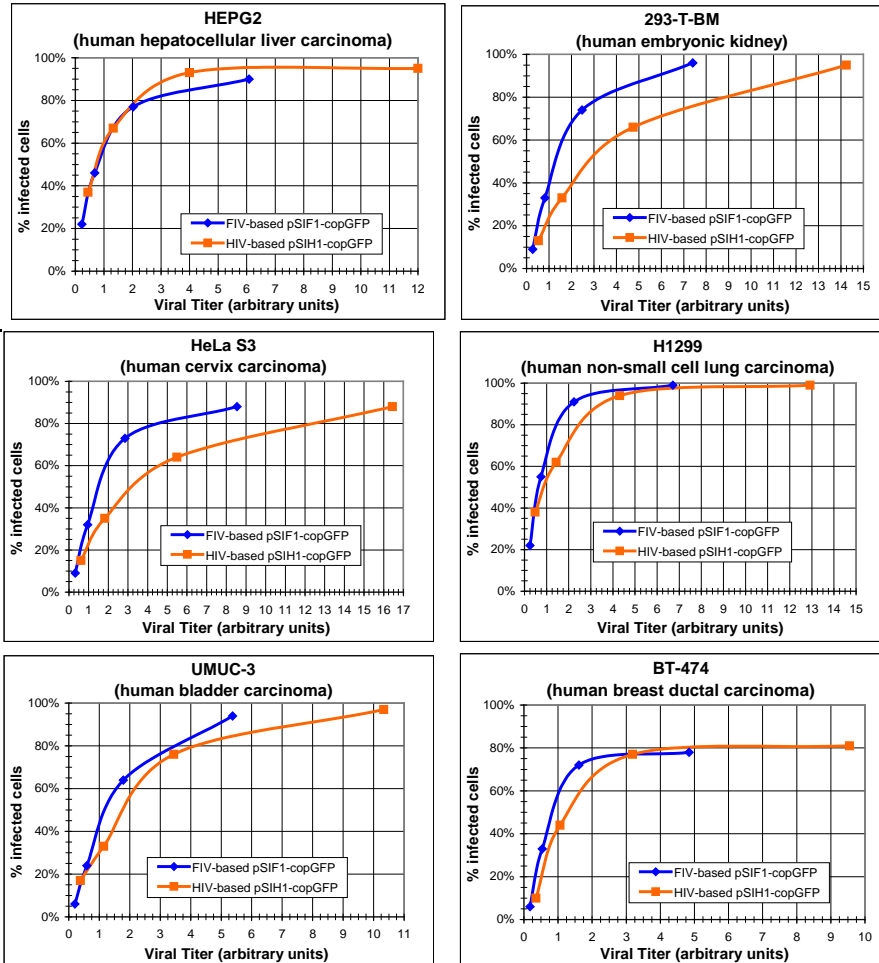 HEPG2
(human hepatocellular liver carcinoma)
% infected cells
100%
80%
60%
40%
20%
0%
FIV-based pSIF1-copGFP
HIV-based pSIH1-copGFP
0 1 2 3 4 5 6 7 8 9 10 11 12
Viral Titer (arbitrary units)
293-T-BM
(human embryonic kidney)
% infected cells
100%
80%
60%
40%
20%
0%
FIV-based pSIF1-copGFP
HIV-based pSIH1-copGFP
0 1 2 3 4 5 6 7 8 9 10 11 12 13 14 15
Viral Titer (arbitrary units)
HeLa S3
(human cervix carcinoma)
% infected cells
100%
80%
60%
40%
20%
0%
FIV-based pSIF1-copGFP
HIV-based pSIH1-copGFP
0 1 2 3 4 5 6 7 8 9 10 11 12 13 14 15 16 17
Viral Titer (arbitrary units)
H1299
(human non-small cell lung carcinoma)
% infected cells
100%
80%
60%
40%
20%
0%
FIV-based pSIF1-copGFP
HIV-based pSIH1-copGFP
0 1 2 3 4 5 6 7 8 9 10 11 12 13 14 15
Viral Titer (arbitrary units)
UMUC-3
(human bladder carcinoma)
% infected cells
100%
80%
60%
40%
20%
0%
FIV-based pSIF1-copGFP
HIV-based pSIH1-copGFP
0 1 2 3 4 5 6 7 8 9 10 11
Viral Titer (arbitrary units)
BT-474
(human breast ductal carcinoma)
% infected cells
100%
80%
60%
40%
20%
0%
FIV-based pSIF1-copGFP
HIV-based pSIH1-copGFP
0 1 2 3 4 5 6 7 8 9 10
Viral Titer (arbitrary units)